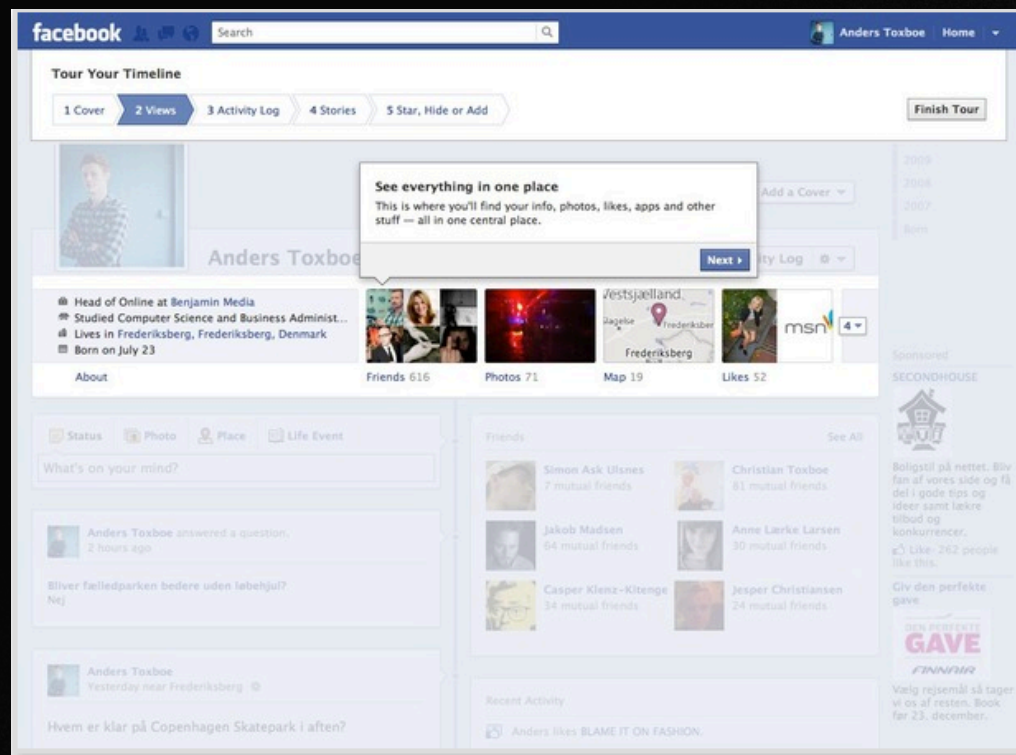 facebook
Search
Anders Toxboe Home
Tour Your Timeline
1 Cover 2 Views 3 Activity Log 4 Stories 5 Star, Hide or Add
Finish Tour
2009
2008
2007
Born
See everything in one place
This is where you'll find your info, photos, likes, apps and other
stuff — all in one central place.
Next
Add a Cover
Anders Toxboe
ity Log
Head of Online at Benjamin Media
Studied Computer Science and Business Administ...
Lives in Frederiksberg, Frederiksberg, Denmark
Born on July 23
About
Vestsjælland
Slagelse
Frederiksber
Frederiksberg
msn
4
Friends 616
Photos 71
Map 19
Likes 52
Status Photo Place Life Event
What's on your mind?
Anders Toxboe answered a question.
2 hours ago
Bliver fælledparken bedere uden løbehjul?
Nej
Anders Toxboe
Yesterday near Frederiksberg
Hvem er klar på Copenhagen Skatepark i aften?
Friends See All
Simon Ask Ulsnes
7 mutual friends
Christian Toxboe
81 mutual friends
Jakob Madsen
64 mutual friends
Anne Lærke Larsen
30 mutual friends
Casper Klenz-Kitenge
34 mutual friends
Jesper Christiansen
24 mutual friends
Recent Activity
Anders likes BLAME IT ON FASHION.
Sponsored
SECONDHOUSE
Boligstil på nettet. Bliv
fan af vores side og få
del i gode tips og
ideer samt lækre
tilbud og
konkurrencer.
Like · 262 people
like this.
Giv den perfekte
gave
DEN PERFEKTE
GAVE
FINNAIR
Vælg rejsemål så tager
vi os af resten. Book
før 23. december.